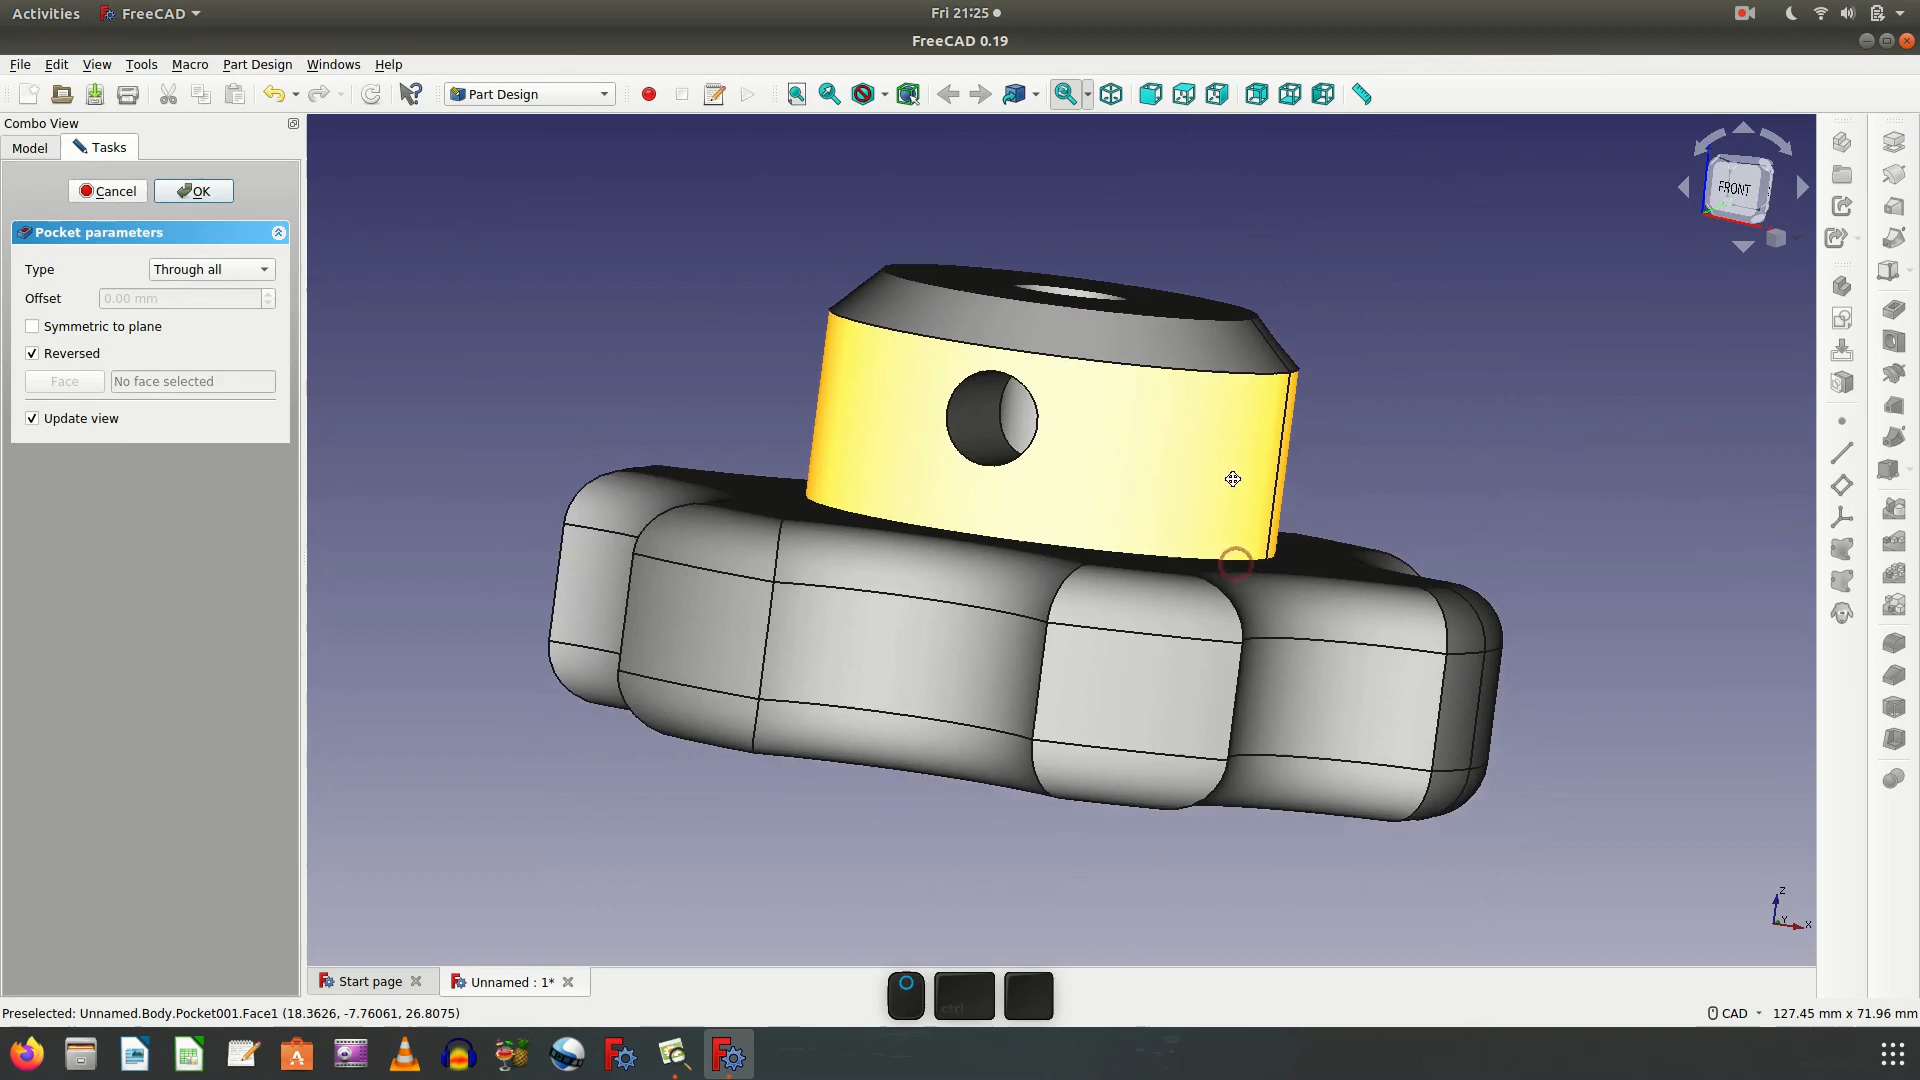 Activities
FreeCAD
Fri 21:25
FreeCAD 0.19
File Edit View Tools Macro Part Design Windows Help
Part Design
Combo View
Model Tasks
Cancel OK
Pocket parameters
Type Through all
Offset 0.00 mm
Symmetric to plane
Reversed
Face No face selected
Update view
FRONT
Z
Y
X
Start page
Unnamed : 1*
ctrl
Preselected: Unnamed.Body.Pocket001.Face1 (18.3626, -7.76061, 26.8075)
CAD
127.45 mm x 71.96 mm